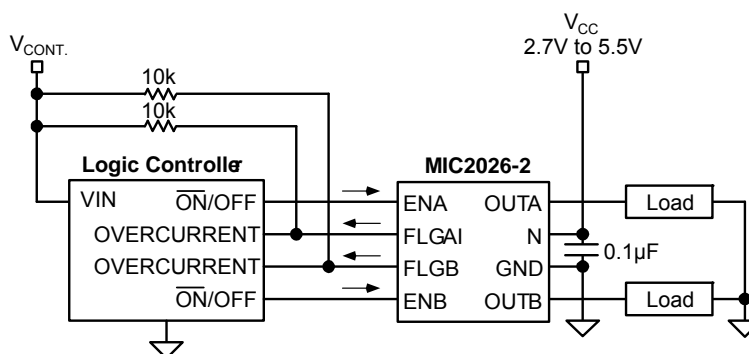 VCONT.
VCC
2.7V to 5.5V
10k
10k
Logic Controller
MIC2026-2
VIN
ON/OFF
OVERCURRENT
OVERCURRENT
ON/OFF
ENA
FLGAI
FLGB
ENB
OUTA
N
GND
OUTB
Load
0.1µF
Load